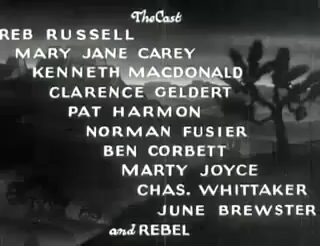 The Cast
REB RUSSELL
MARY JANE CAREY
KENNETH MACDONALD
CLARENCE GELDERT
PAT HARMON
NORMAN FUSIER
BEN CORBETT
MARTY JOYCE
CHAS. WHITTAKER
JUNE BREWSTER
and REBEL